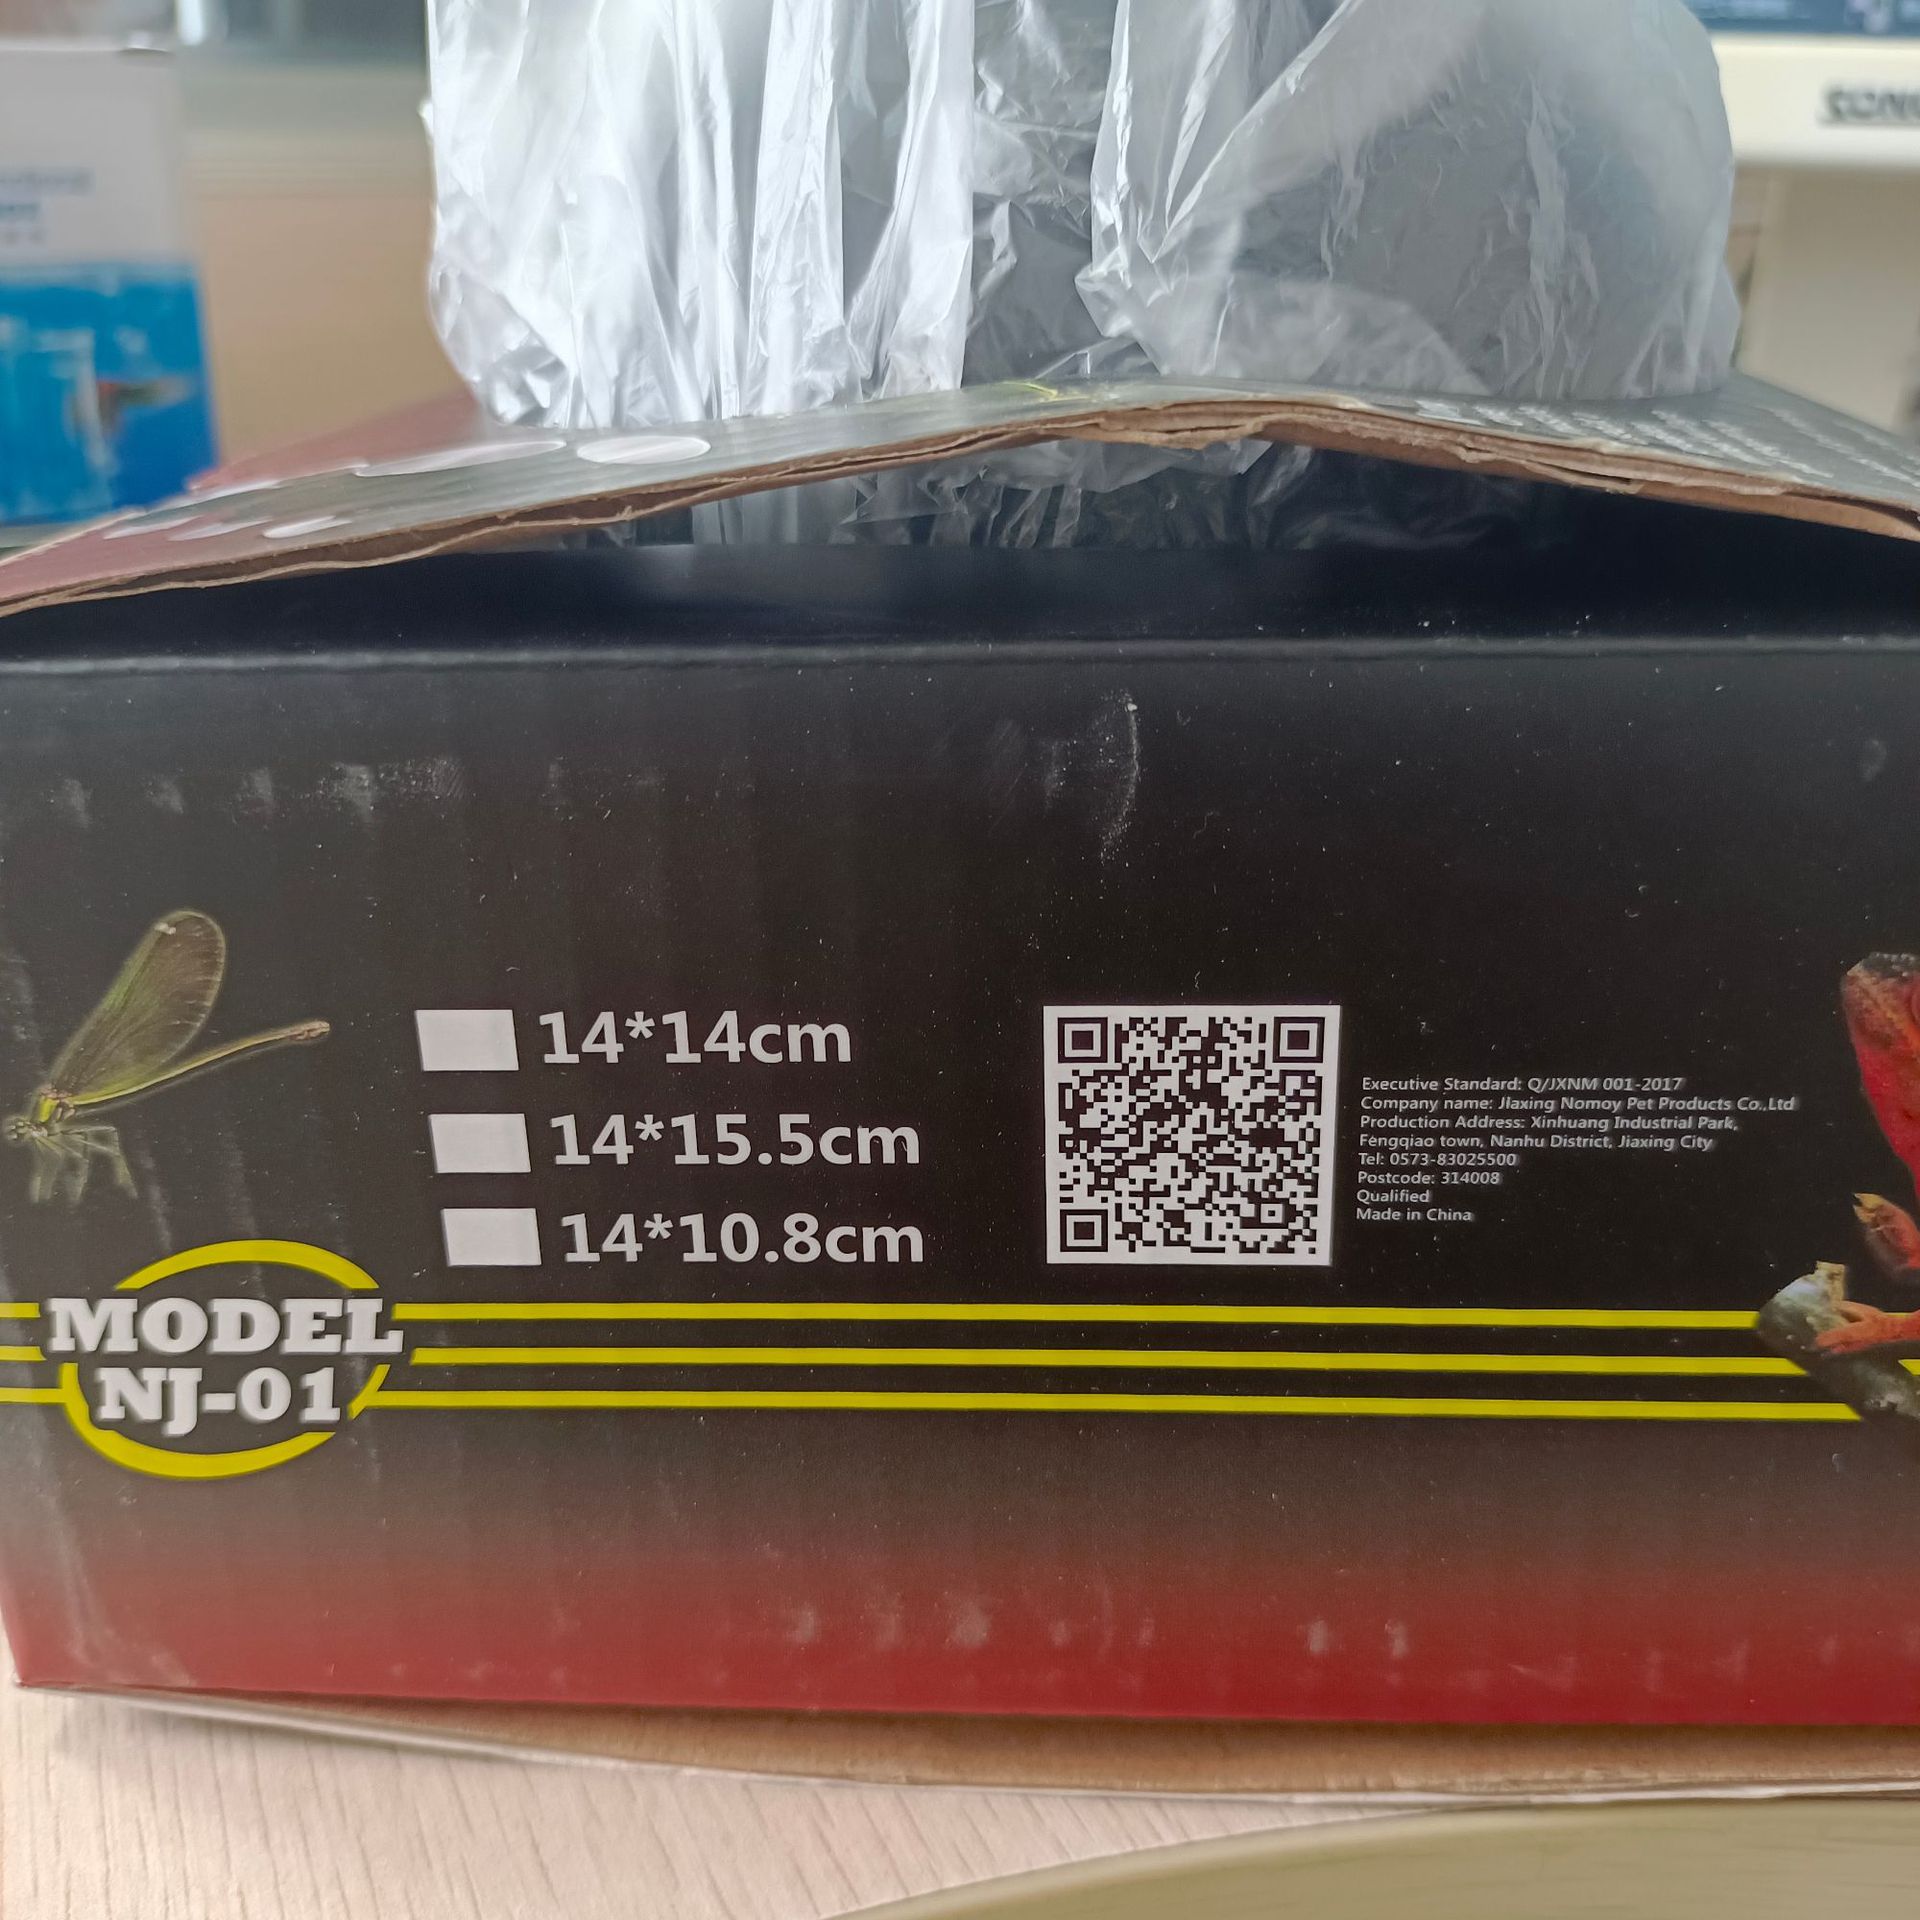 14*14cm
14*15.5cm
14*10.8cm
Executive Standard: Q/JXNM 001-2017
Company name: JIaxing Nomoy Pet Products Co.,Ltd
Production Address: Xinhuang Industrial Park,
Fengqiao town, Nanhu District, Jiaxing City
Tel: 0573-83025500
Postcode: 314008
Qualified
Made in China
MODEL
NJ-01